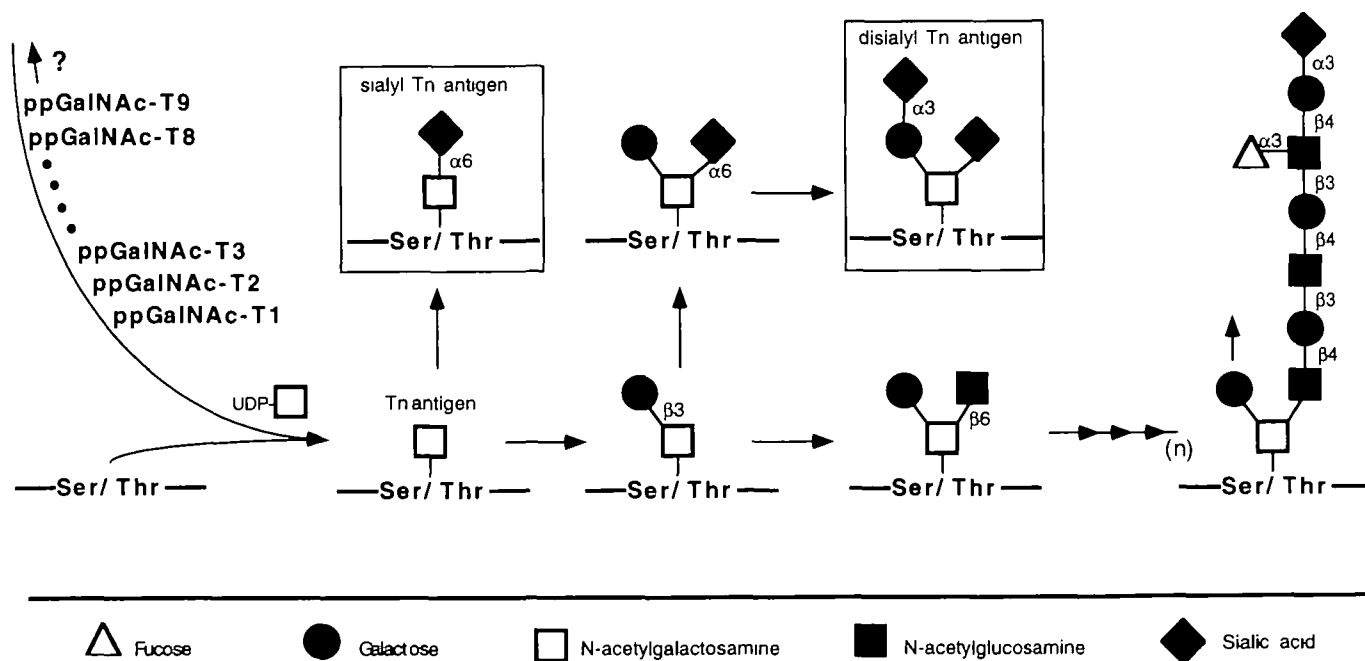 ?
ppGalNAc-T9
ppGalNAc-T8
ppGalNAc-T3
ppGalNAc-T2
ppGalNAc-T1
UDP-
Ser/ Thr
sialyl Tn antigen
α6
Ser/ Thr
Tn antigen
Ser/ Thr
α6
Ser/ Thr
β3
Ser/ Thr
disialyl Tn antigen
α3
Ser/ Thr
β6
Ser/ Thr
(n)
α3
β4
α3
β3
β4
β3
β4
Ser/ Thr
Fucose
Galactose
N-acetylgalactosamine
N-acetylglucosamine
Sialic acid